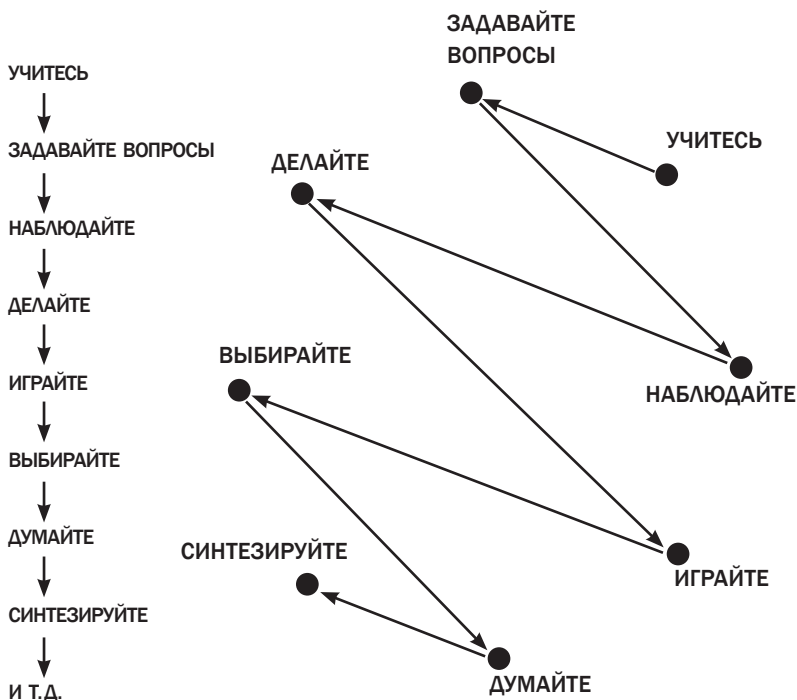 УЧИТЕСЬ
ЗАДАВАЙТЕ ВОПРОСЫ
НАБЛЮДАЙТЕ
ДЕЛАЙТЕ
ИГРАЙТЕ
ВЫБИРАЙТЕ
ДУМАЙТЕ
СИНТЕЗИРУЙТЕ
И Т.Д.
ЗАДАВАЙТЕ
ВОПРОСЫ
УЧИТЕСЬ
ДЕЛАЙТЕ
НАБЛЮДАЙТЕ
ВЫБИРАЙТЕ
ИГРАЙТЕ
СИНТЕЗИРУЙТЕ
ДУМАЙТЕ